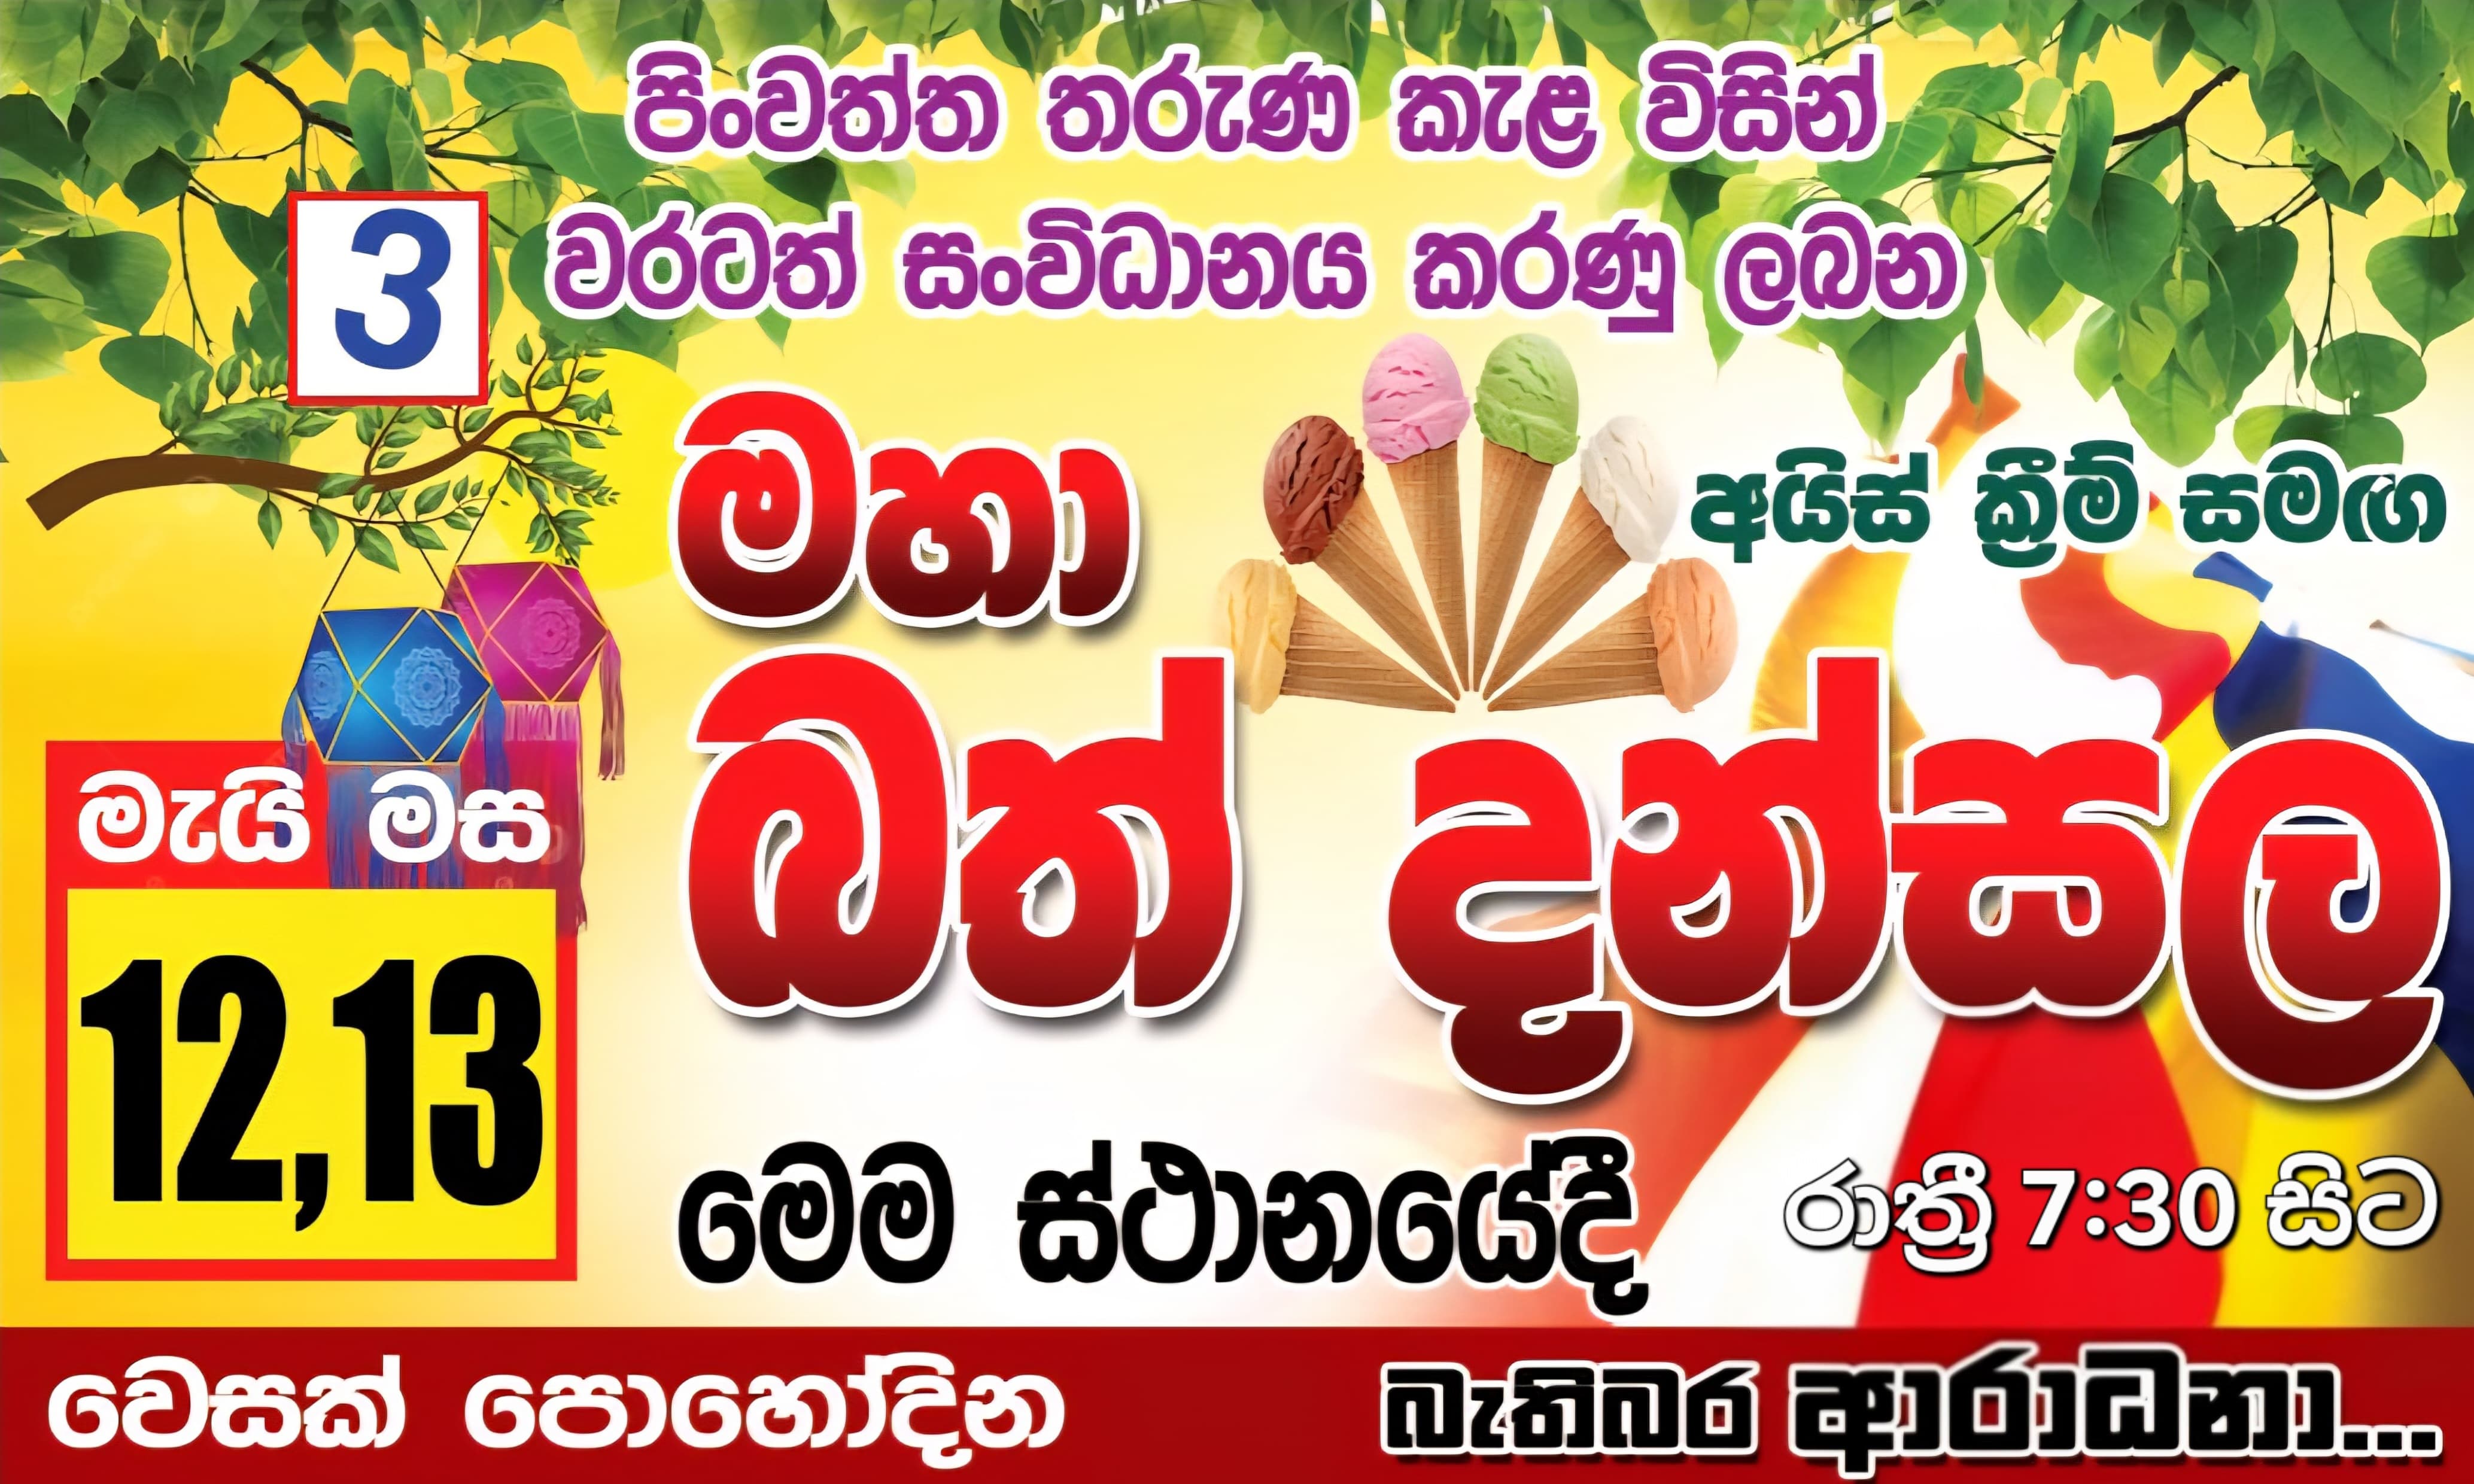 පිංවත්ත තරුණ කැළ විසින්
3 වරටත් සංවිධානය කරණු ලබන
මහා
අයිස් ක්‍රීම් සමඟ
බත් දන්සල
මැයි මස
12,13
මෙම ස්ථානයේදී
රාත්‍රී 7:30 සිට
වෙසක් පොහෝදින
බැතිබර ආරාධනා...